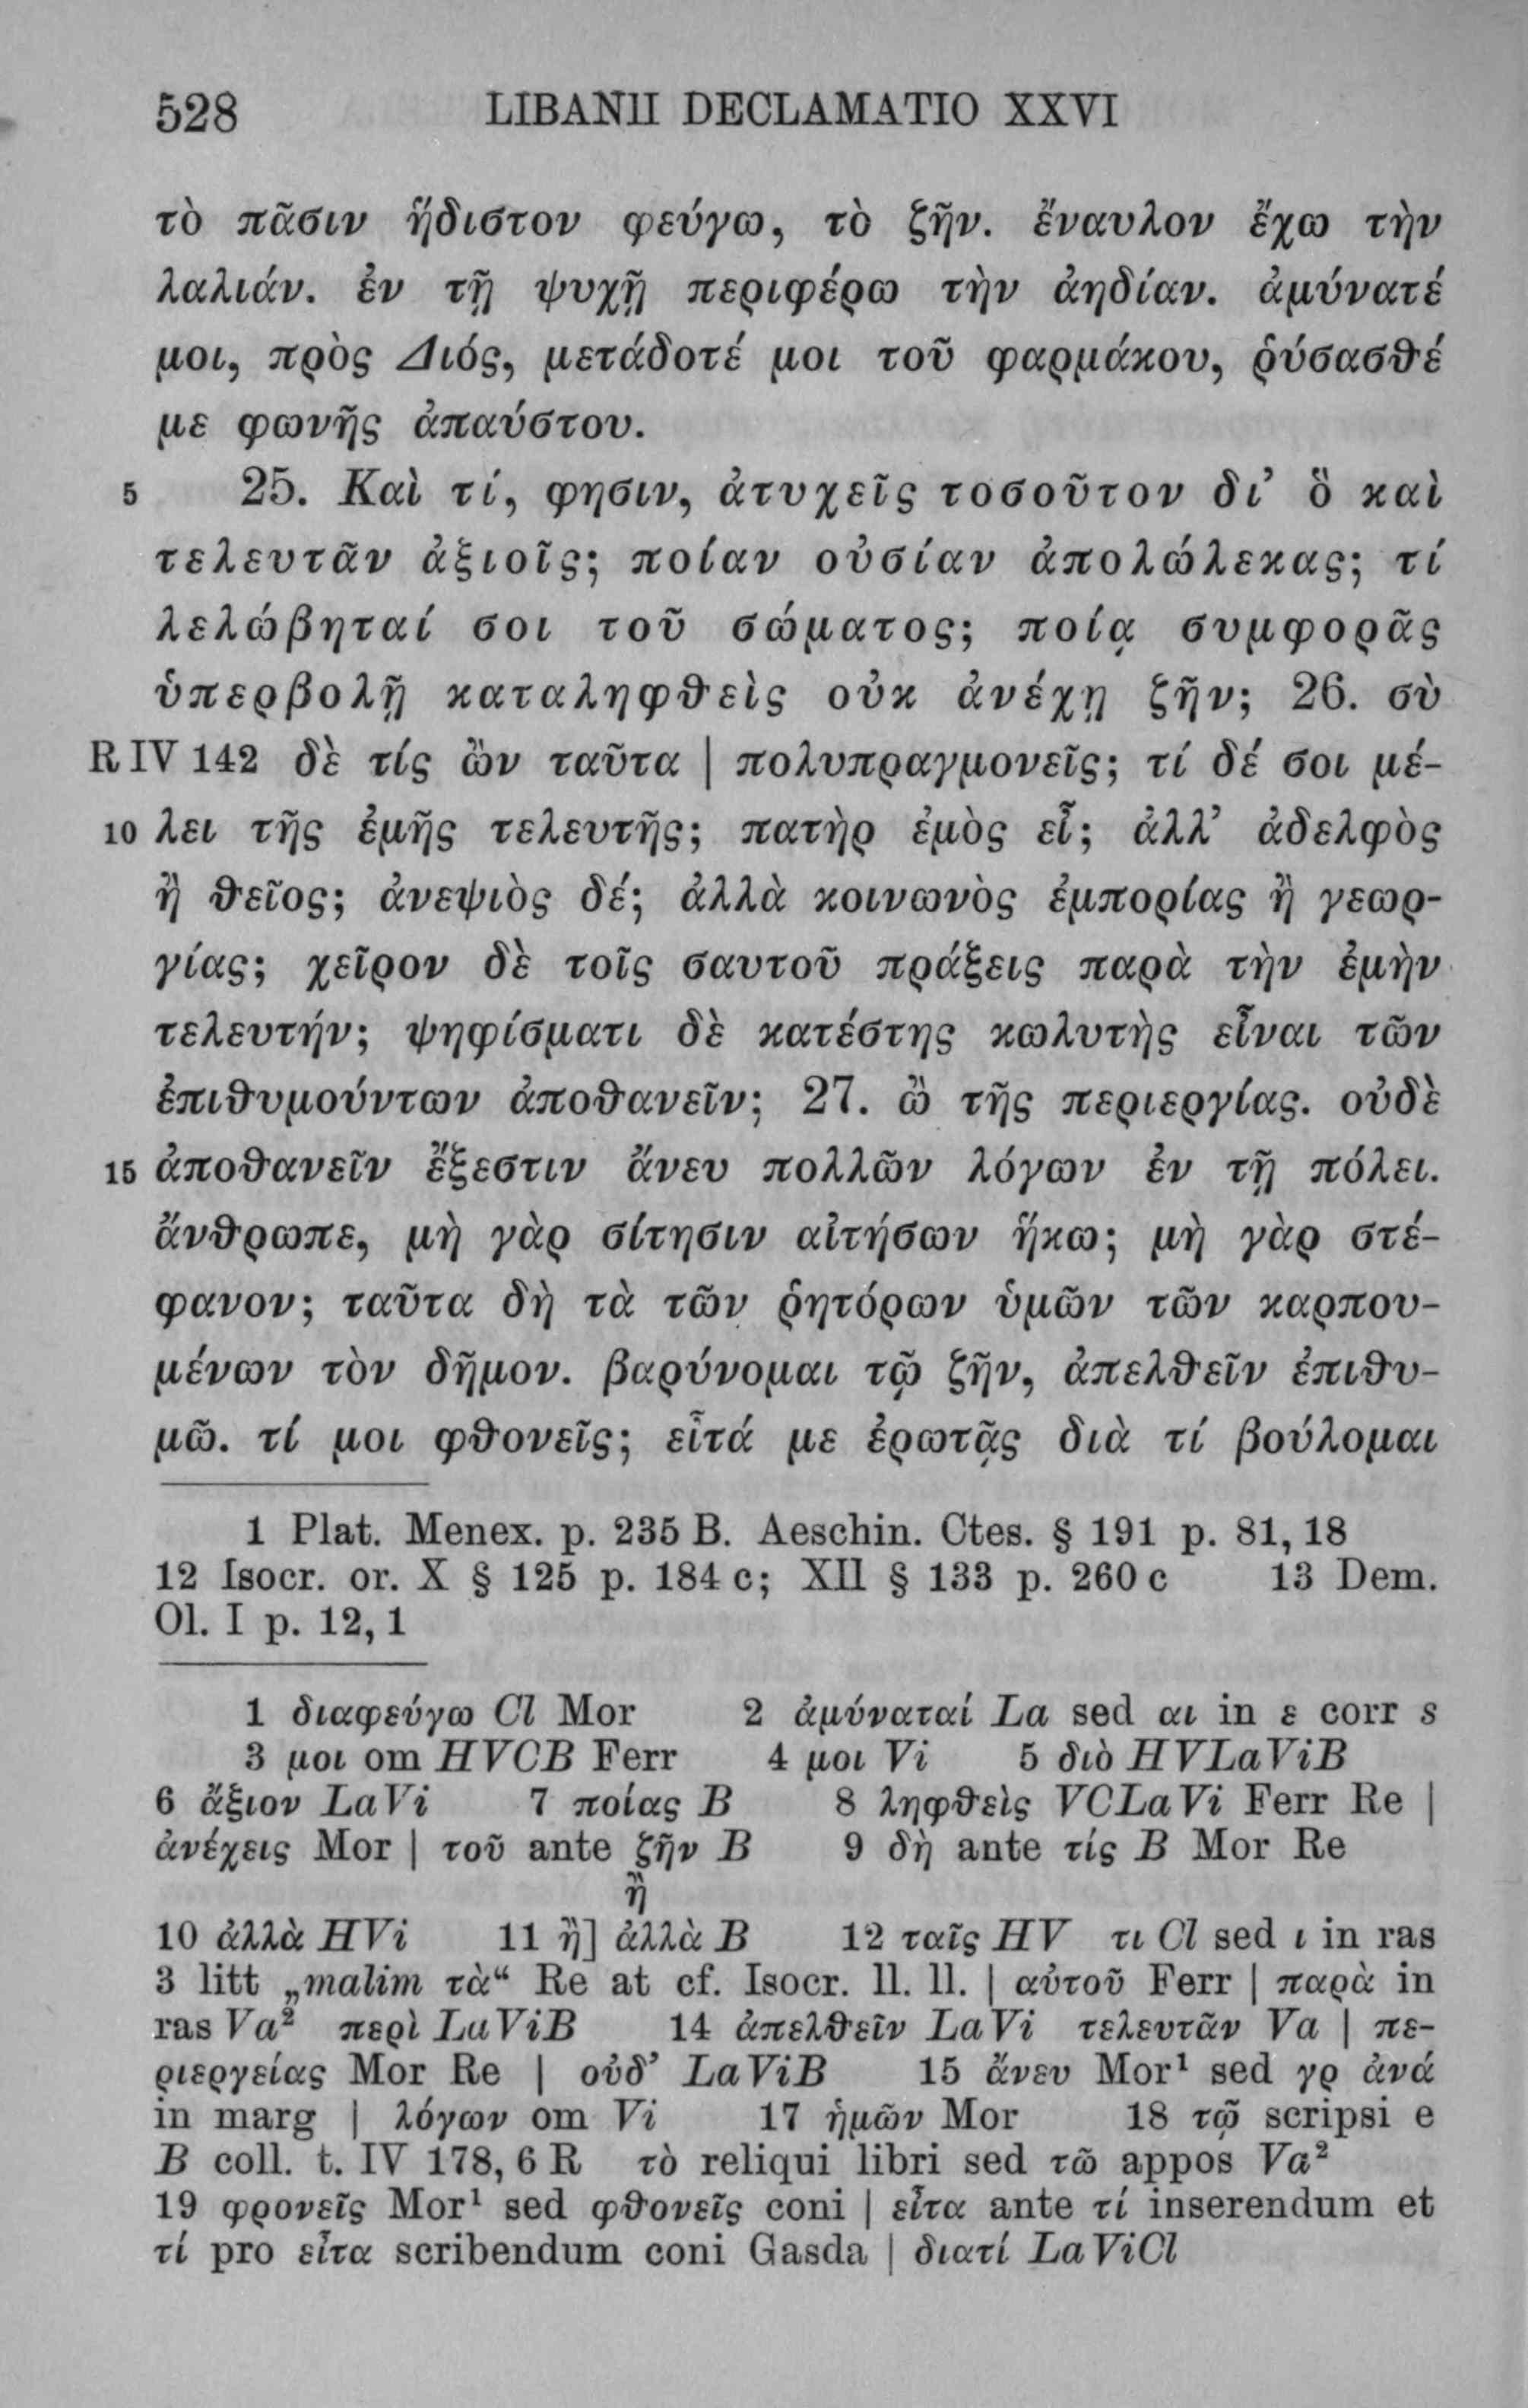 528 LIBANII DECLAMATIO XXVI
τὸ πᾶσιν ἥδιστον φεύγω, τὸ ζῆν. ἔναυλον ἔχω τὴν
λαλιάν. ἐν τῇ ψυχῇ περιφέρω τὴν ἀηδίαν. ἀμύνατέ
μοι, πρὸς Διός, μετάδοτέ μοι τοῦ φαρμάκου, ῥύσασθέ
με φωνῆς ἀπαύστου.
5 25. Καὶ τί, φησιν, ἀτυχεῖς τοσοῦτον δι’ ὃ καὶ
τελευτᾶν ἀξιοῖς; ποίαν οὐσίαν ἀπολώλεκας; τί
λελώβηταί σοι τοῦ σώματος; ποίᾳ συμφορᾶς
ὑπερβολῇ καταληφθεὶς οὐκ ἀνέχῃ ζῆν; 26. σὺ
R IV 142 δὲ τίς ὢν ταῦτα | πολυπραγμονεῖς; τί δέ σοι μέ-
10 λει τῆς ἐμῆς τελευτῆς; πατὴρ ἐμὸς εἶ; ἀλλ’ ἀδελφὸς
ἢ θεῖος; ἀνεψιὸς δέ; ἀλλὰ κοινωνὸς ἐμπορίας ἢ γεωρ-
γίας; χεῖρον δὲ τοῖς σαυτοῦ πράξεις παρὰ τὴν ἐμὴν
τελευτήν; ψηφίσματι δὲ κατέστης κωλυτὴς εἶναι τῶν
ἐπιθυμούντων ἀποθανεῖν; 27. ὢ τῆς περιεργίας. οὐδὲ
15 ἀποθανεῖν ἔξεστιν ἄνευ πολλῶν λόγων ἐν τῇ πόλει.
ἄνθρωπε, μὴ γὰρ σίτησιν αἰτήσων ἥκω; μὴ γὰρ στέ-
φανον; ταῦτα δὴ τὰ τῶν ῥητόρων ὑμῶν τῶν καρπου-
μένων τὸν δῆμον. βαρύνομαι τῷ ζῆν, ἀπελθεῖν ἐπιθυ-
μῶ. τί μοι φθονεῖς; εἶτά με ἐρωτᾷς διὰ τί βούλομαι
1 Plat. Menex. p. 235 B. Aeschin. Ctes. § 191 p. 81, 18
12 Isocr. or. X § 125 p. 184 c; XII § 133 p. 260 c 13 Dem.
Ol. I p. 12, 1
1 διαφεύγω Cl Mor 2 ἀμύναταί La sed αι in ε corr s
3 μοι om HVCB Ferr 4 μοι Vi 5 διὸ HVLaViB
6 ἄξιον LaVi 7 ποίας B 8 ληφθεὶς VCLaVi Ferr Re |
ἀνέχεις Mor | τοῦ ante ζῆν B 9 δὴ ante τίς B Mor Re
ἢ
10 ἀλλὰ HVi 11 ἢ] ἀλλὰ B 12 ταῖς HV τι Cl sed ι in ras
3 litt „malim τὰ“ Re at cf. Isocr. ll. ll. | αὐτοῦ Ferr | παρὰ in
ras Va² περὶ LaViB 14 ἀπελθεῖν LaVi τελευτᾶν Va | πε-
ριεργείας Mor Re | οὐδ’ LaViB 15 ἄνευ Mor¹ sed γρ ἀνά
in marg | λόγων om Vi 17 ἡμῶν Mor 18 τῷ scripsi e
B coll. t. IV 178, 6 R τὸ reliqui libri sed τῶ appos Va²
19 φρονεῖς Mor¹ sed φθονεῖς coni | εἶτα ante τί inserendum et
τί pro εἶτα scribendum coni Gasda | διατί LaViCl